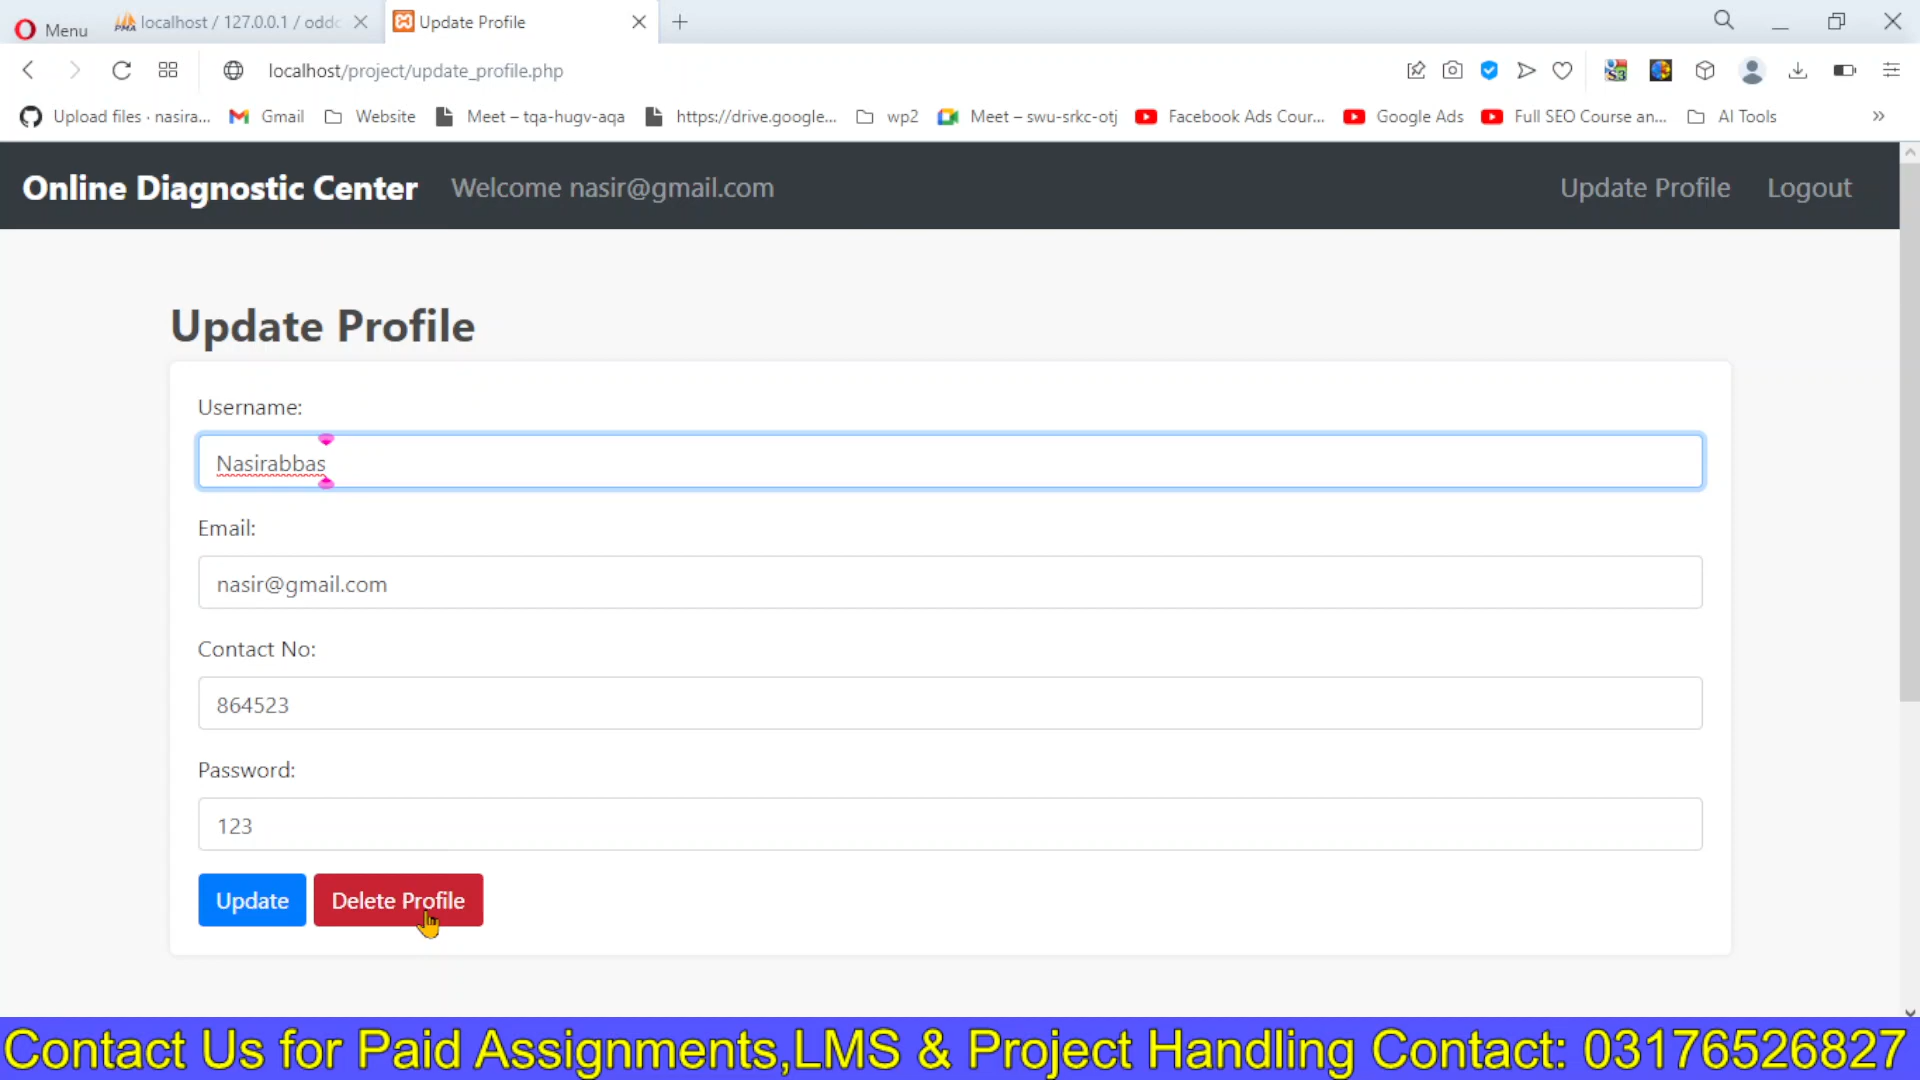 Menu
localhost / 127.0.0.1 / oddc
Update Profile
localhost/project/update_profile.php
Upload files · nasira...
Gmail
Website
Meet – tqa-hugv-aqa
https://drive.google...
wp2
Meet – swu-srkc-otj
Facebook Ads Cour...
Google Ads
Full SEO Course an...
AI Tools
Online Diagnostic Center
Welcome nasir@gmail.com
Update Profile
Logout
Update Profile
Username:
Nasirabbas
Email:
nasir@gmail.com
Contact No:
864523
Password:
123
Update
Delete Profile
Contact Us for Paid Assignments,LMS & Project Handling Contact: 03176526827